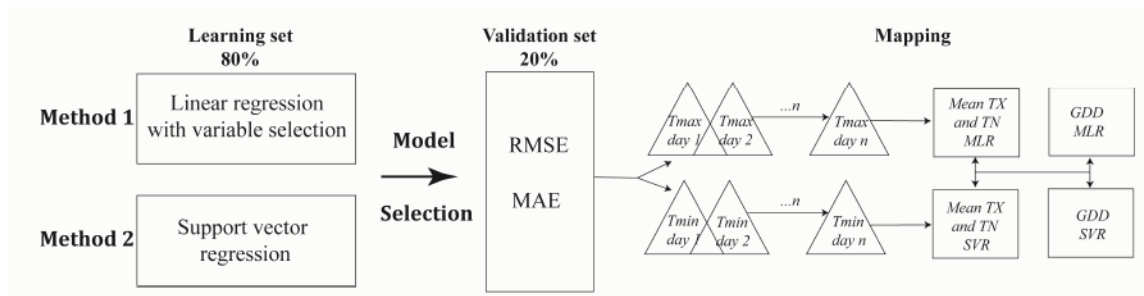 Learning set
80%
Validation set
20%
Mapping
Method 1
Linear regression
with variable selection
Model
Selection
Method 2
Support vector
regression
RMSE
MAE
Tmax
day 1
Tmax
day 2
...n
Tmax
day n
Mean TX
and TN
MLR
GDD
MLR
Tmin
day 1
Tmin
day 2
...n
Tmin
day n
Mean TX
and TN
SVR
GDD
SVR